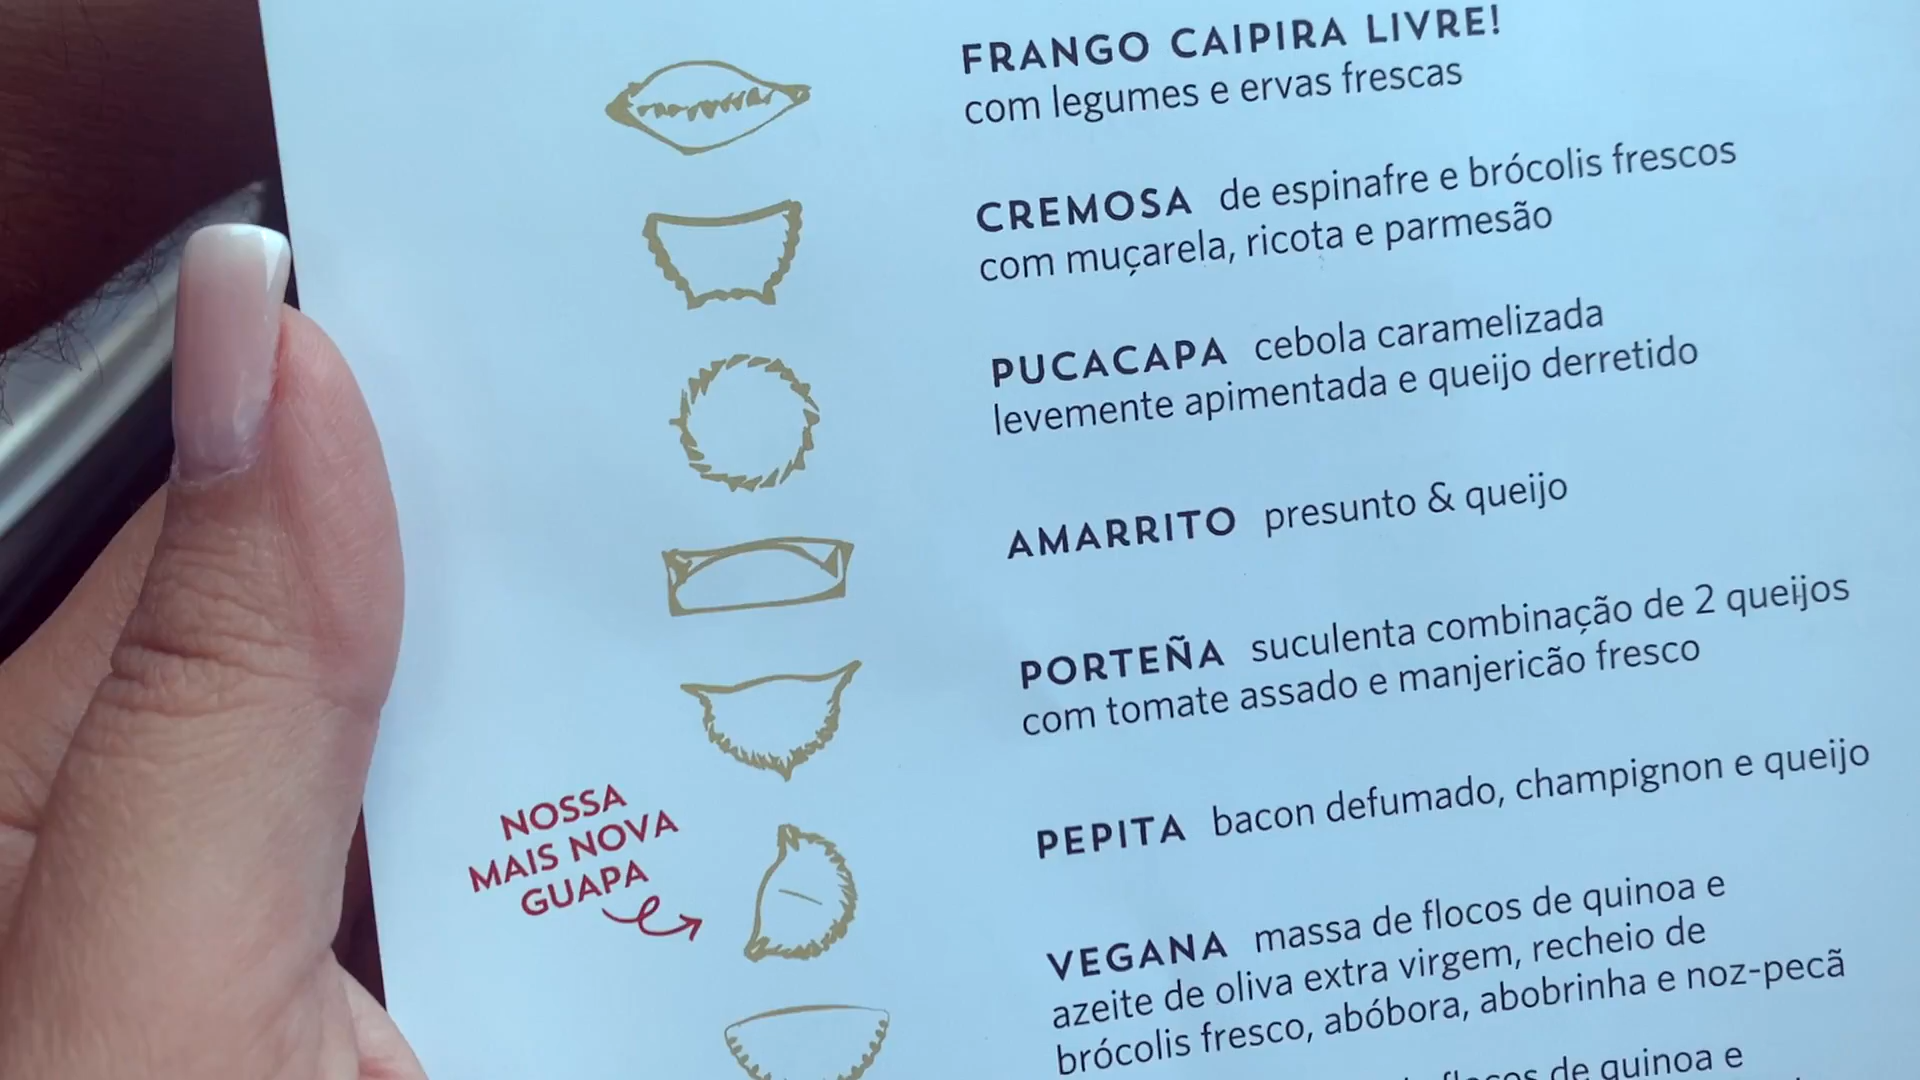 FRANGO CAIPIRA LIVRE!
com legumes e ervas frescas
CREMOSA de espinafre e brócolis frescos
com muçarela, ricota e parmesão
PUCACAPA cebola caramelizada
levemente apimentada e queijo derretido
AMARRITO presunto & queijo
PORTEÑA suculenta combinação de 2 queijos
com tomate assado e manjericão fresco
NOSSA
MAIS NOVA
GUAPA
PEPITA bacon defumado, champignon e queijo
VEGANA massa de flocos de quinoa e
azeite de oliva extra virgem, recheio de
brócolis fresco, abóbora, abobrinha e noz-pecã
de quinoa e